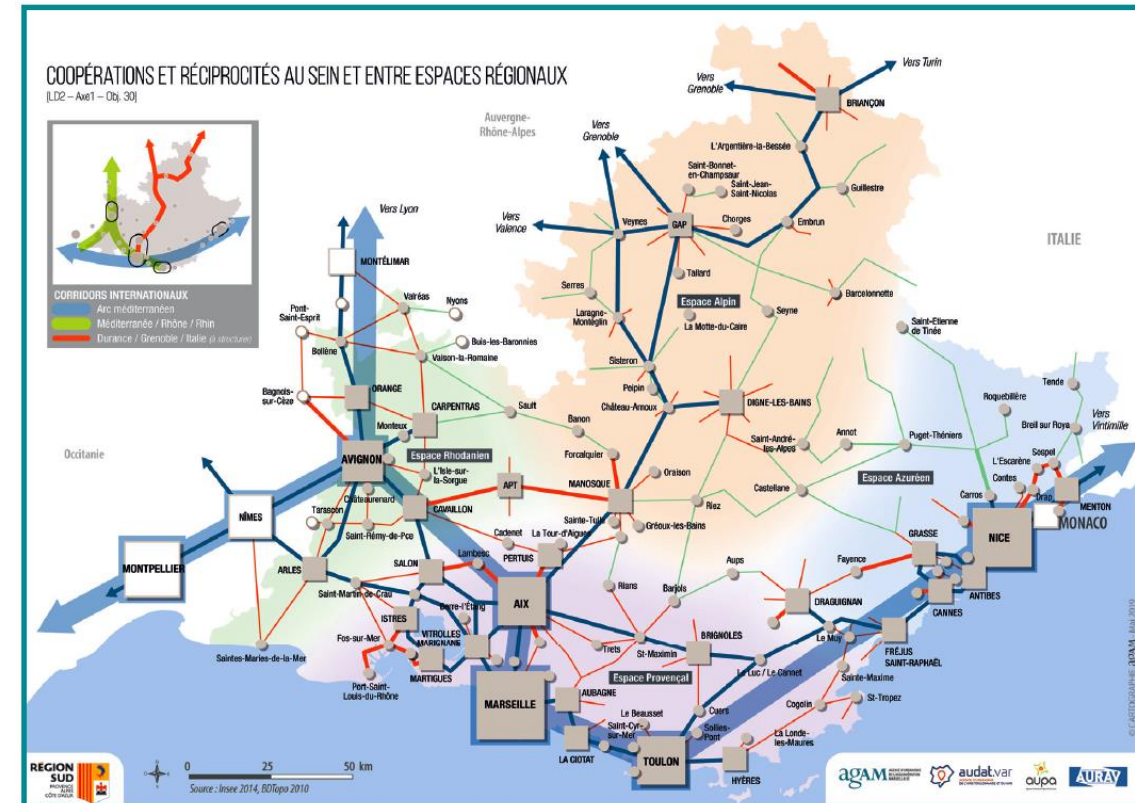 COOPÉRATIONS ET RÉCIPROCITÉS AU SEIN ET ENTRE ESPACES RÉGIONAUX
(LD2 – Axe1 – Obj. 30)
CORRIDORS INTERNATIONAUX
Arc méditerranéen
Méditerranée / Rhône / Rhin
Durance / Grenoble / Italie (à structurer)
Auvergne-
Rhône-Alpes
Vers
Grenoble
Vers Turin
BRIANÇON
Vers
Grenoble
L'Argentière-la-Bessée
Saint-Bonnet-
en-Champsaur
Saint-Jean-
Saint-Nicolas
Guillestre
Vers Lyon
Vers
Valence
Veynes
GAP
Chorges
Embrun
ITALIE
MONTÉLIMAR
Tallard
Valréas
Nyons
Serres
Espace Alpin
Barcelonnette
Pont-
Saint-Esprit
Laragne-
Montéglin
La Motte-du-Caire
Seyne
Saint-Etienne
de Tinée
Bollène
Buis-les-Baronnies
Vaison-la-Romaine
Sisteron
Peipin
Tende
Bagnols-
sur-Cèze
ORANGE
CARPENTRAS
Sault
Château-Arnoux
DIGNE-LES-BAINS
Roquebillère
Monteux
Banon
Vers
Vintimille
Breil sur Roya
Occitanie
AVIGNON
Espace Rhodanien
Forcalquier
Saint-André-
les-Alpes
Annot
Puget-Théniers
Sospel
L'Escarène
L'Isle-sur-
la-Sorgue
Oraison
Espace Azuréen
Contes
APT
MANOSQUE
Castellane
Carros
Drap
MENTON
Châteaurenard
CAVAILLON
Riez
MONACO
NÎMES
Tarascon
Sainte-Tulle
Gréoux-les-Bains
NICE
Saint-Rémy-de-Pce
Cadenet
La Tour-d'Aigues
GRASSE
MONTPELLIER
PERTUIS
Aups
Fayence
ARLES
SALON
Lambesc
ANTIBES
Saint-Martin-de-Crau
AIX
Rians
Barjols
CANNES
Berre-l'Étang
DRAGUIGNAN
ISTRES
Le Muy
Fos-sur-Mer
VITROLLES
MARIGNANE
BRIGNOLES
FRÉJUS
SAINT-RAPHAËL
Saintes-Maries-de-la-Mer
Trets
St-Maximin
MARTIGUES
Le Luc / Le Cannet
Sainte-Maxime
Port-Saint-
Louis-du-Rhône
Espace Provençal
MARSEILLE
AUBAGNE
Cogolin
St-Tropez
Le Beausset
Cuers
Saint-Cyr-
sur-Mer
Solliès-
Pont
La Londe-
les-Maures
LA CIOTAT
TOULON
HYÈRES
RÉGION
SUD
PROVENCE
ALPES
CÔTE D'AZUR
0 25 50 km
Source : Insee 2014, BDTopo 2010
agAM
audat.var
aupa
AURAV
© CARTOGRAPHIE AGAM - Mai 2019